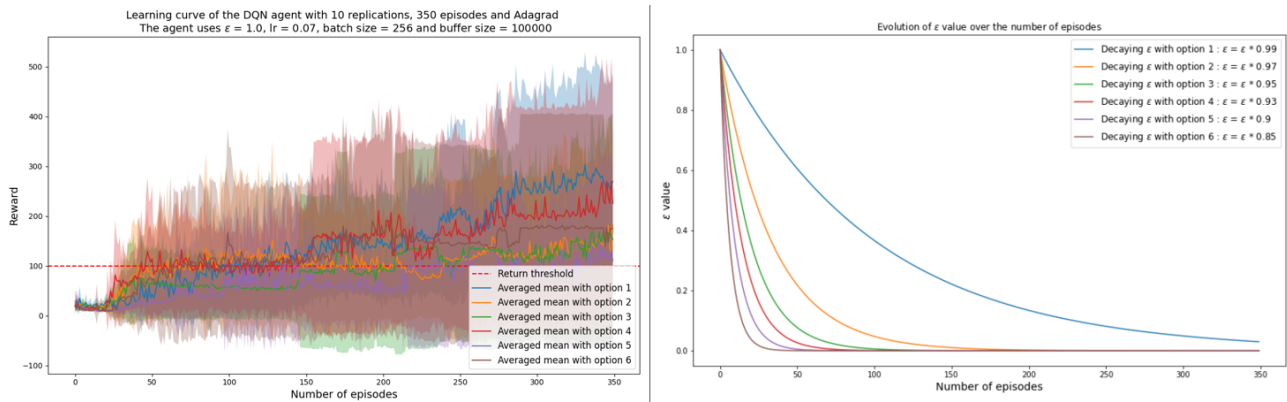 Learning curve of the DQN agent with 10 replications, 350 episodes and Adagrad
The agent uses ε = 1.0, lr = 0.07, batch size = 256 and buffer size = 100000
500
400
300
200
100
0
-100
Reward
0
50
100
150
200
250
300
350
Number of episodes
Return threshold
Averaged mean with option 1
Averaged mean with option 2
Averaged mean with option 3
Averaged mean with option 4
Averaged mean with option 5
Averaged mean with option 6
Evolution of ε value over the number of episodes
1.0
0.8
0.6
0.4
0.2
0.0
ε value
0
50
100
150
200
250
300
350
Number of episodes
Decaying ε with option 1 : ε = ε * 0.99
Decaying ε with option 2 : ε = ε * 0.97
Decaying ε with option 3 : ε = ε * 0.95
Decaying ε with option 4 : ε = ε * 0.93
Decaying ε with option 5 : ε = ε * 0.9
Decaying ε with option 6 : ε = ε * 0.85